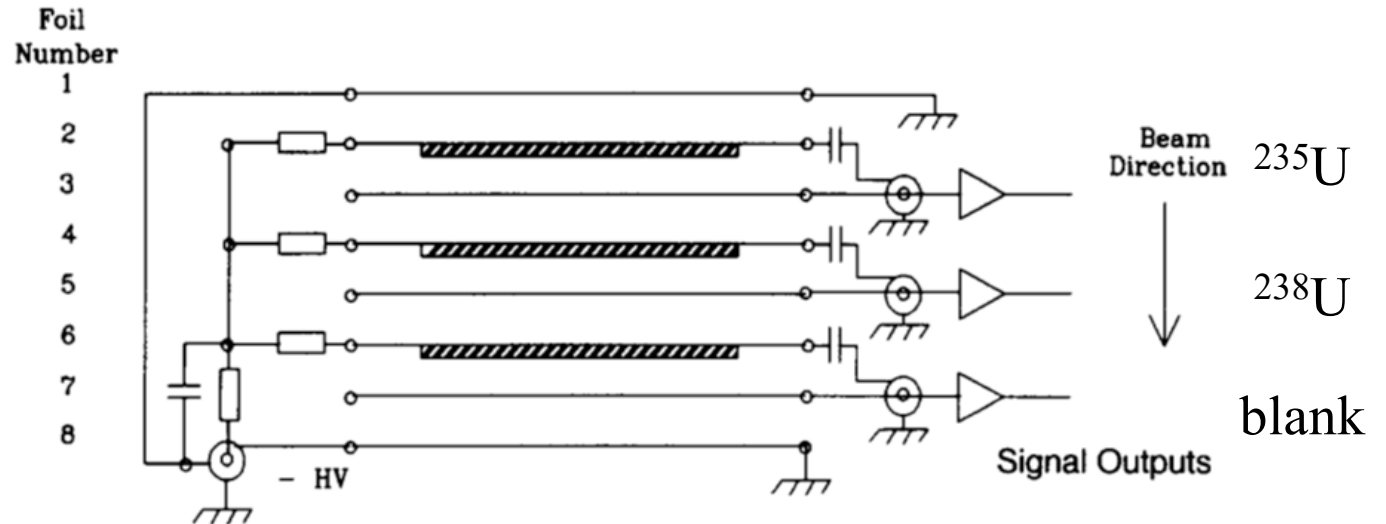 Foil
Number
1
2
3
4
5
6
7
8
- HV
Beam
Direction
235U
238U
blank
Signal Outputs